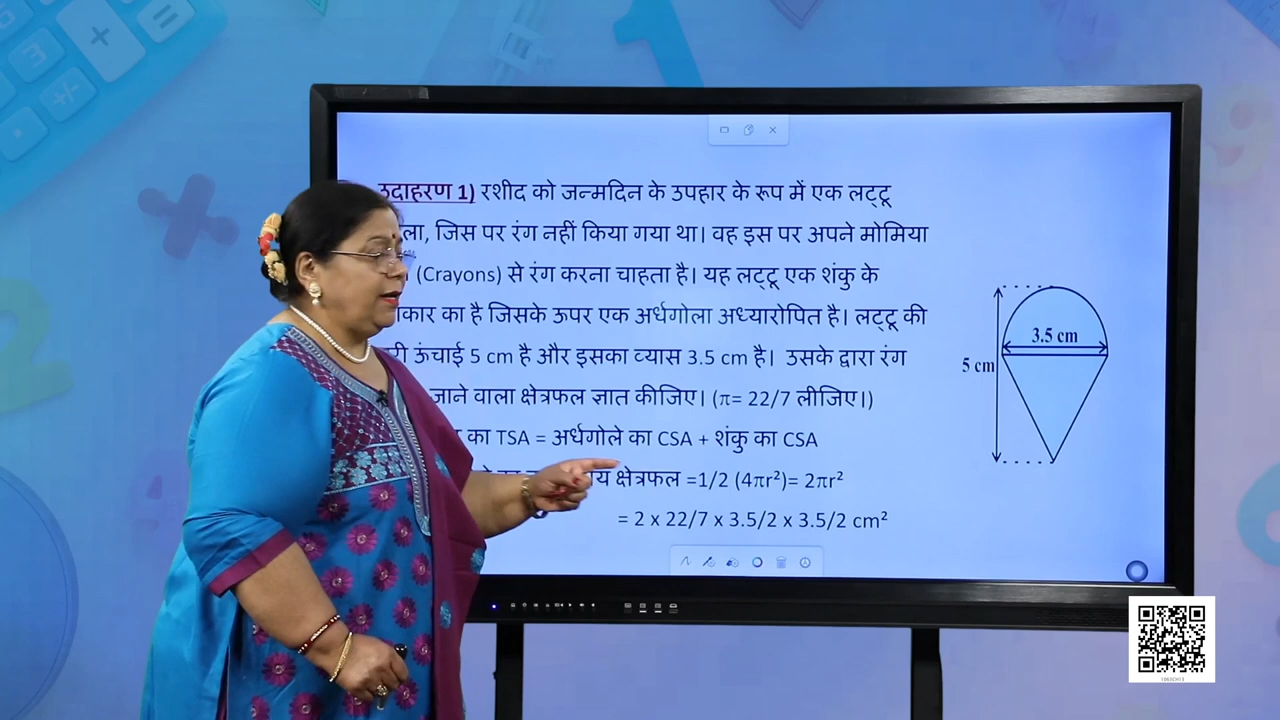 उदाहरण 1) रशीद को जन्मदिन के उपहार के रूप में एक लट्टू
जिस पर रंग नहीं किया गया था। वह इस पर अपने मोमिया
(Crayons) से रंग करना चाहता है। यह लट्टू एक शंकु के
का है जिसके ऊपर एक अर्धगोला अध्यारोपित है। लट्टू की
ऊंचाई 5 cm है और इसका व्यास 3.5 cm है। उसके द्वारा रंग
जाने वाला क्षेत्रफल ज्ञात कीजिए। (π= 22/7 लीजिए।)
का TSA = अर्धगोले का CSA + शंकु का CSA
क्षेत्रफल =1/2 (4πr²)= 2πr²
= 2 x 22/7 x 3.5/2 x 3.5/2 cm²
3.5 cm
5 cm